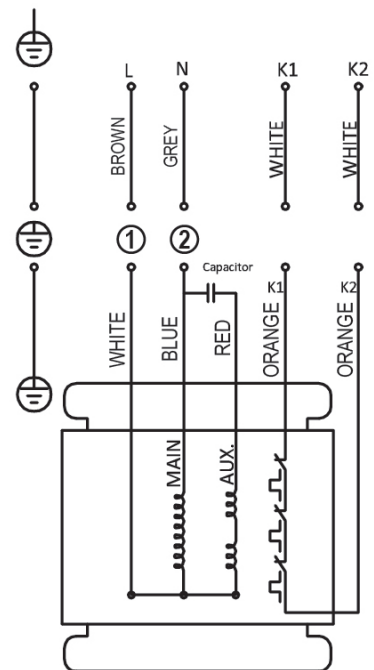 L N K1 K2
BROWN GREY WHITE WHITE
1 2
Capacitor
K1 K2
WHITE BLUE RED ORANGE ORANGE
MAIN AUX.